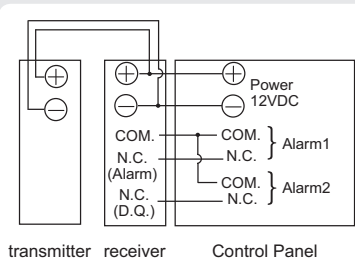 + + +
Power
12VDC
− − −
COM. COM.
Alarm1
N.C. N.C.
(Alarm)
COM.
Alarm2
N.C. N.C.
(D.Q.)
transmitter receiver Control Panel